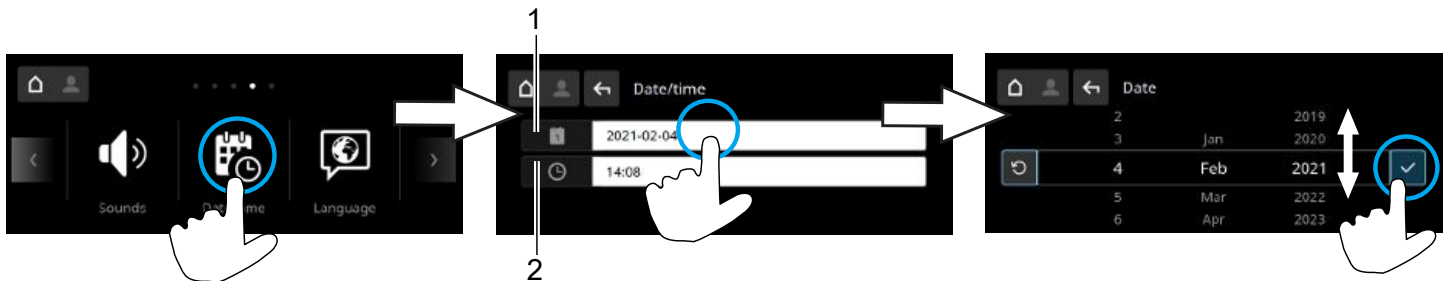 1
Sounds
Date/time
Language
Date/time
2021-02-04
14:08
2
Date
2 2019
3 Jan 2020
4 Feb 2021
5 Mar 2022
6 Apr 2023